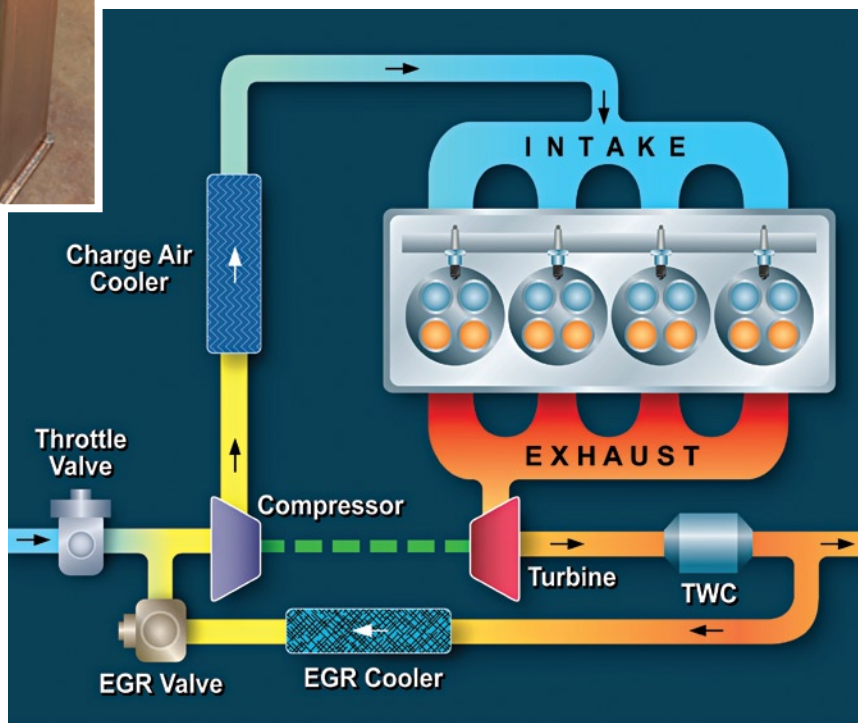 INTAKE
Charge Air
Cooler
Throttle
Valve
EXHAUST
Compressor
Turbine
TWC
EGR Valve
EGR Cooler